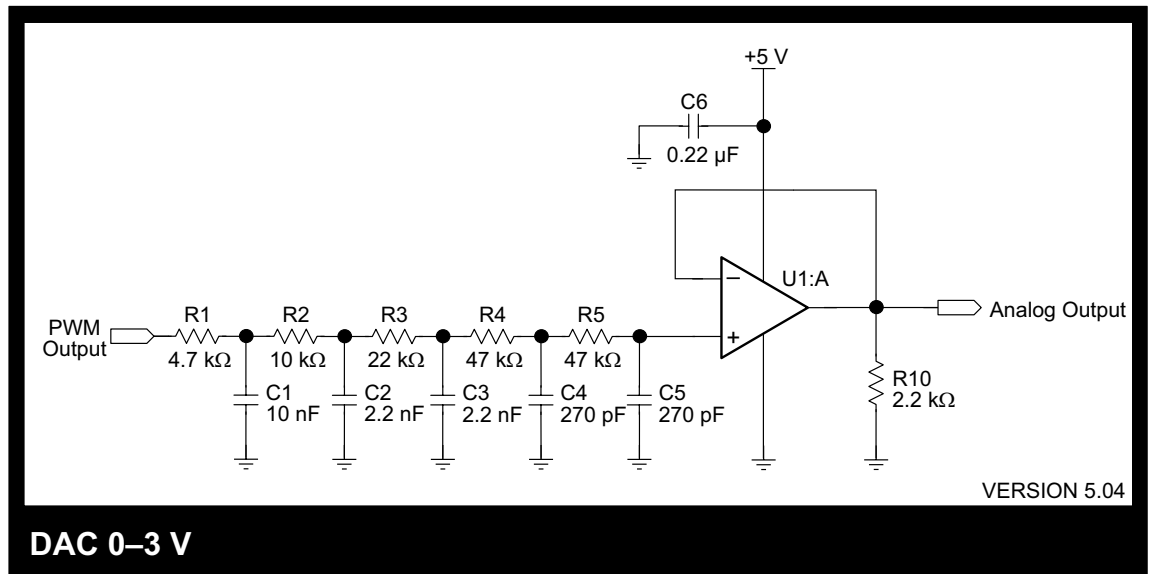 +5 V
C6
0.22 µF
U1:A
−
+
PWM
Output
R1
4.7 kΩ
R2
10 kΩ
R3
22 kΩ
R4
47 kΩ
R5
47 kΩ
Analog Output
C1
10 nF
C2
2.2 nF
C3
2.2 nF
C4
270 pF
C5
270 pF
R10
2.2 kΩ
VERSION 5.04
DAC 0–3 V